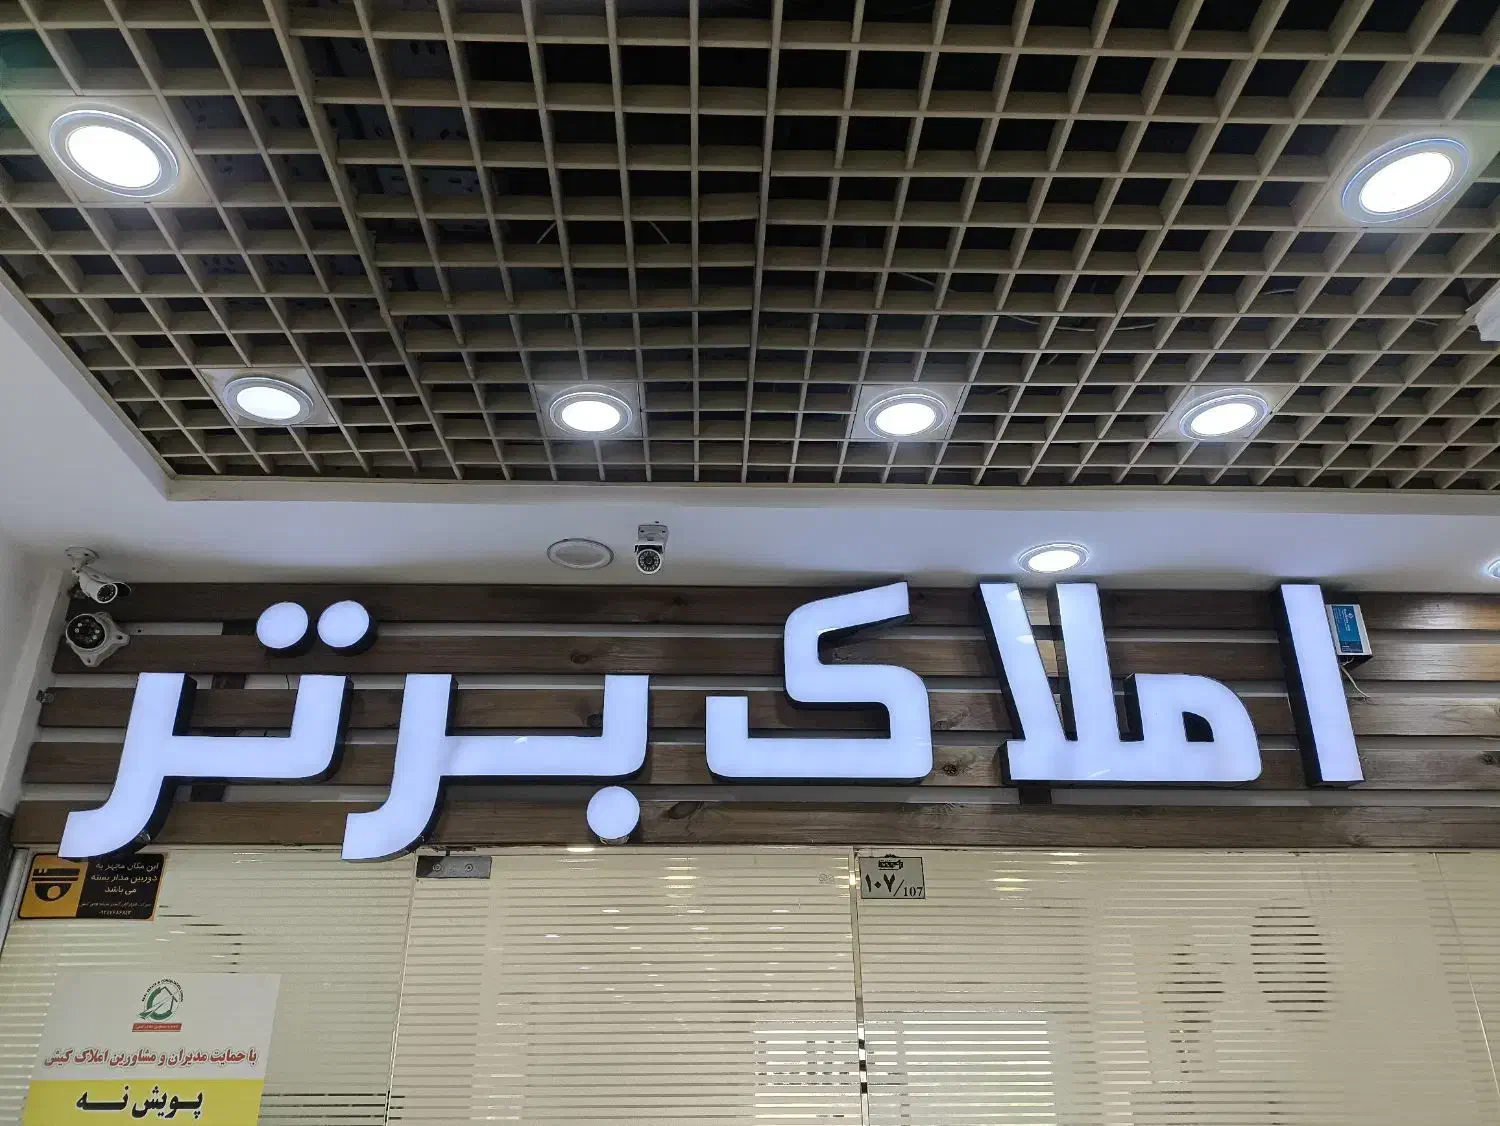 املاک برتر
این مکان مجهز به
دوربین مدار بسته
می باشد
۱۰۷/107
با حمایت مدیران و مشاورین املاک کیش
پویش نه